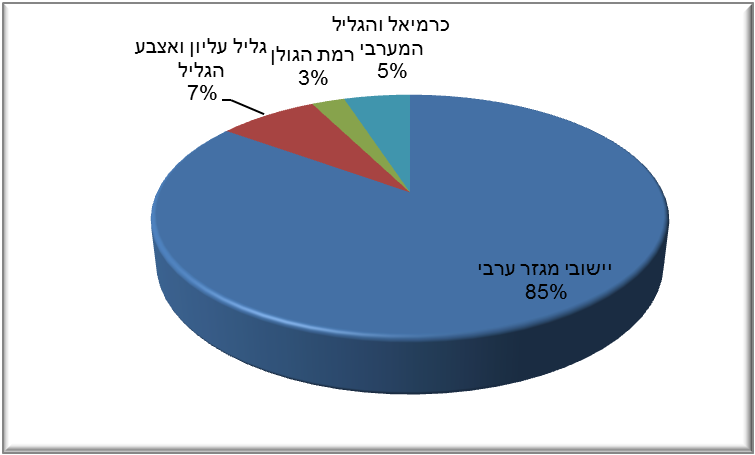 כרמיאל והגליל
המערבי
5%
רמת הגולן
3%
גליל עליון ואצבע
הגליל
7%
יישובי מגזר ערבי
85%